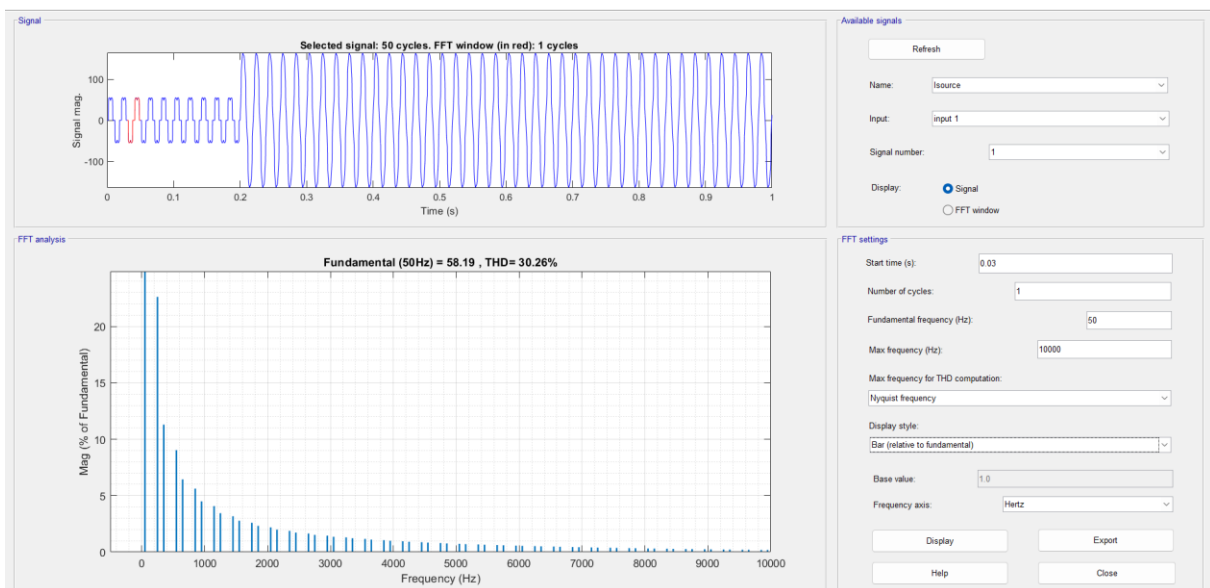 Signal
Selected signal: 50 cycles. FFT window (in red): 1 cycles
Signal mag.
100
0
-100
0 0.1 0.2 0.3 0.4 0.5 0.6 0.7 0.8 0.9 1
Time (s)
Available signals
Refresh
Name: Isource
Input: input 1
Signal number: 1
Display: Signal
FFT window
FFT analysis
Fundamental (50Hz) = 58.19 , THD= 30.26%
Mag (% of Fundamental)
20
15
10
5
0
0 1000 2000 3000 4000 5000 6000 7000 8000 9000 10000
Frequency (Hz)
FFT settings
Start time (s): 0.03
Number of cycles: 1
Fundamental frequency (Hz): 50
Max frequency (Hz): 10000
Max frequency for THD computation:
Nyquist frequency
Display style:
Bar (relative to fundamental)
Base value: 1.0
Frequency axis: Hertz
Display Export
Help Close